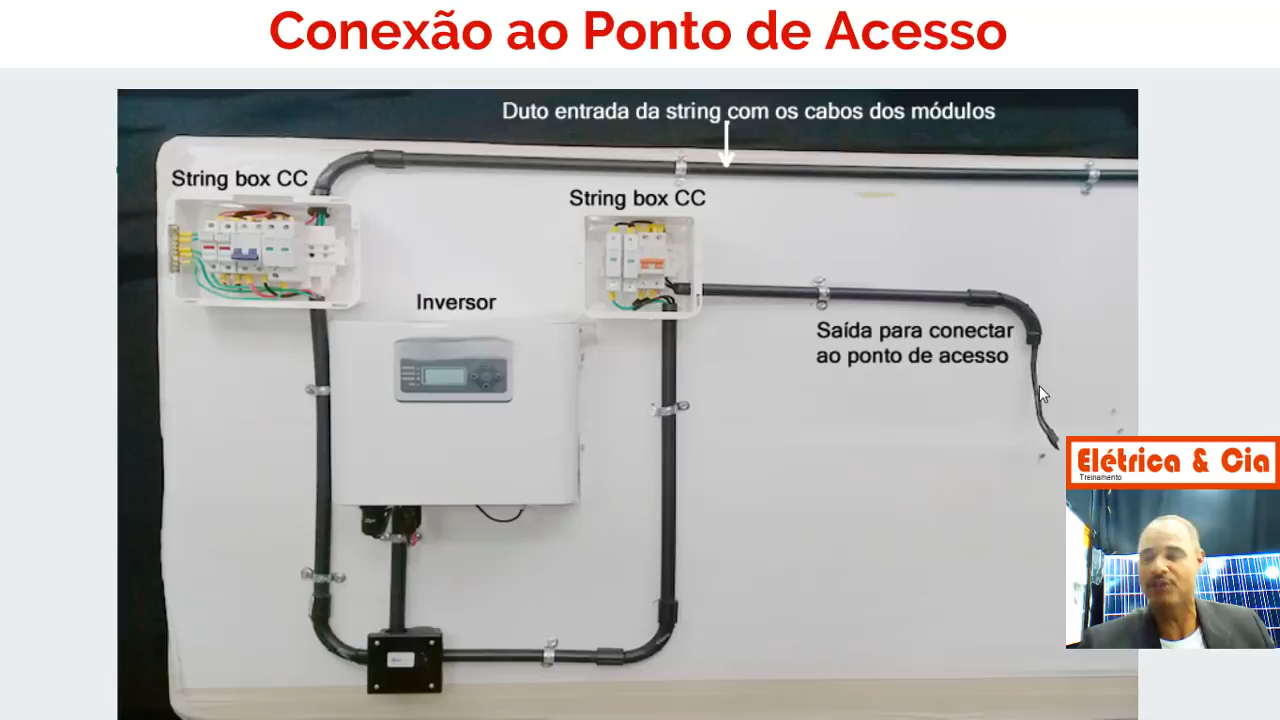 Conexão ao Ponto de Acesso
Duto entrada da string com os cabos dos módulos
String box CC
String box CC
Inversor
Saída para conectar
ao ponto de acesso
Elétrica & Cia
Treinamento